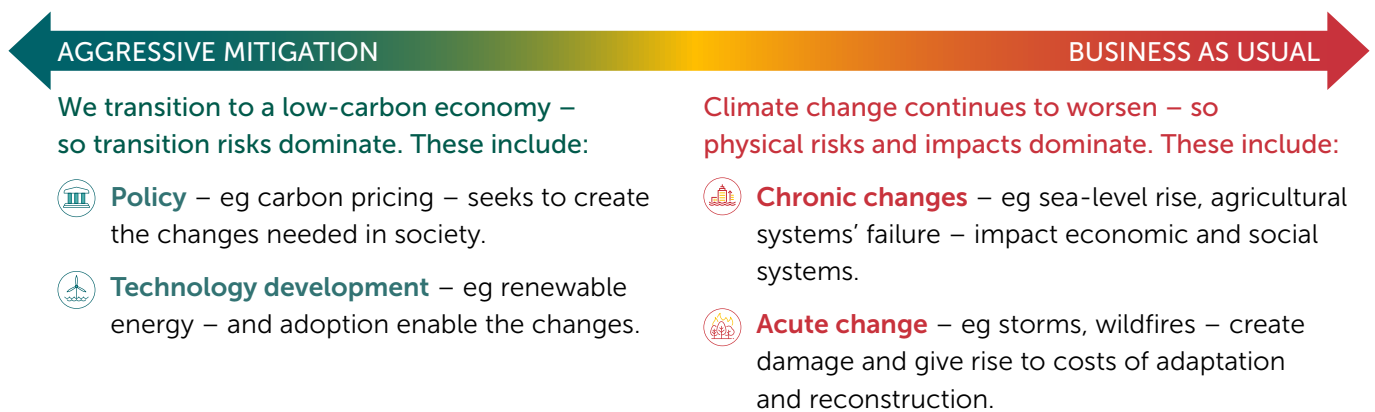 AGGRESSIVE MITIGATION
BUSINESS AS USUAL
We transition to a low-carbon economy –
so transition risks dominate. These include:
Policy – eg carbon pricing – seeks to create
the changes needed in society.
Technology development – eg renewable
energy – and adoption enable the changes.
Climate change continues to worsen – so
physical risks and impacts dominate. These include:
Chronic changes – eg sea-level rise, agricultural
systems’ failure – impact economic and social
systems.
Acute change – eg storms, wildfires – create
damage and give rise to costs of adaptation
and reconstruction.